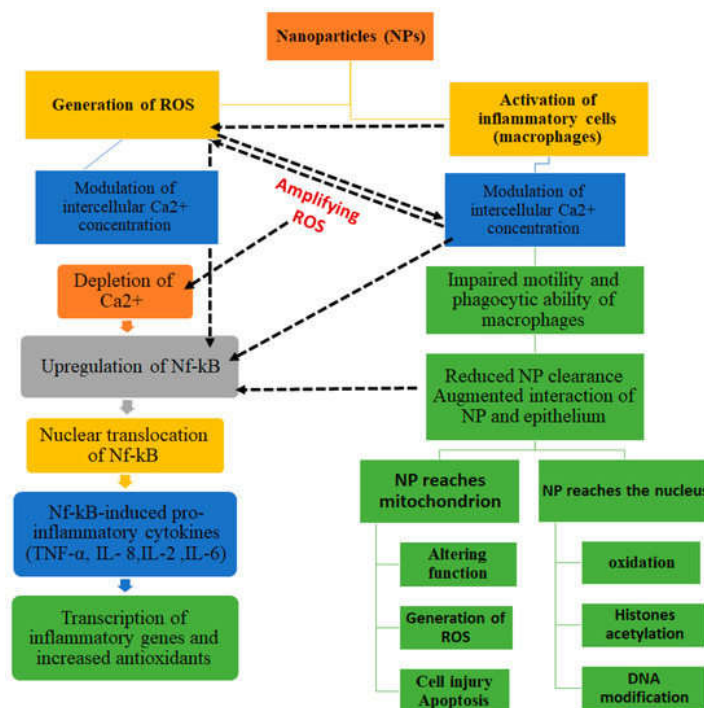 Nanoparticles (NPs)
Generation of ROS
Activation of
inflammatory cells
(macrophages)
Modulation of
intercellular Ca2+
concentration
Amplifying
ROS
Modulation of
intercellular Ca2+
concentration
Depletion of
Ca2+
Impaired motility and
phagocytic ability of
macrophages
Upregulation of Nf-kB
Reduced NP clearance
Augmented interaction of
NP and epithelium
Nuclear translocation
of Nf-kB
Nf-kB-induced pro-
inflammatory cytokines
(TNF-α, IL- 8,IL-2 ,IL-6)
Transcription of
inflammatory genes and
increased antioxidants
NP reaches
mitochondrion
Altering
function
Generation of
ROS
Cell injury
Apoptosis
NP reaches the nucleus
oxidation
Histones
acetylation
DNA
modification